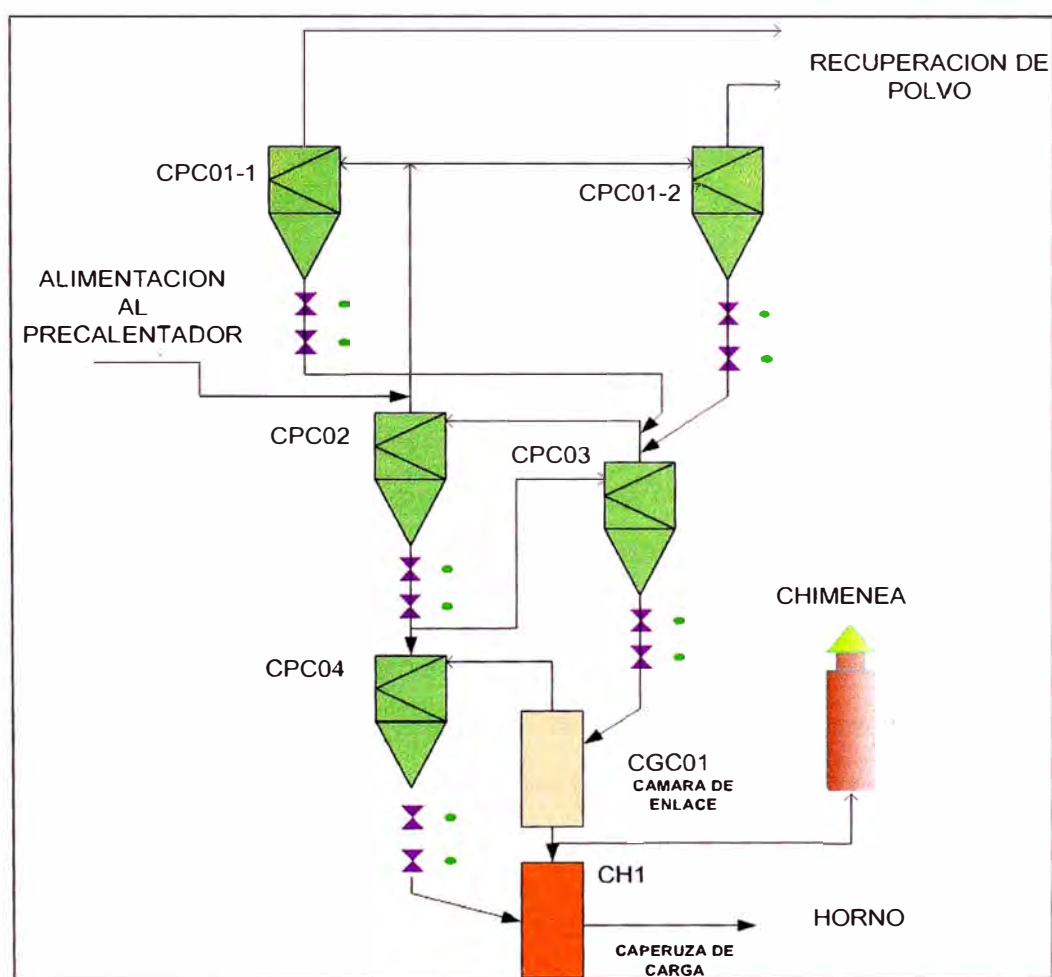 RECUPERACION DE
POLVO
CPC01-1
CPC01-2
ALIMENTACION
AL
PRECALENTADOR
CPC02
CPC03
CHIMENEA
CPC04
CGC01
CAMARA DE
ENLACE
CH1
HORNO
CAPERUZA DE
CARGA